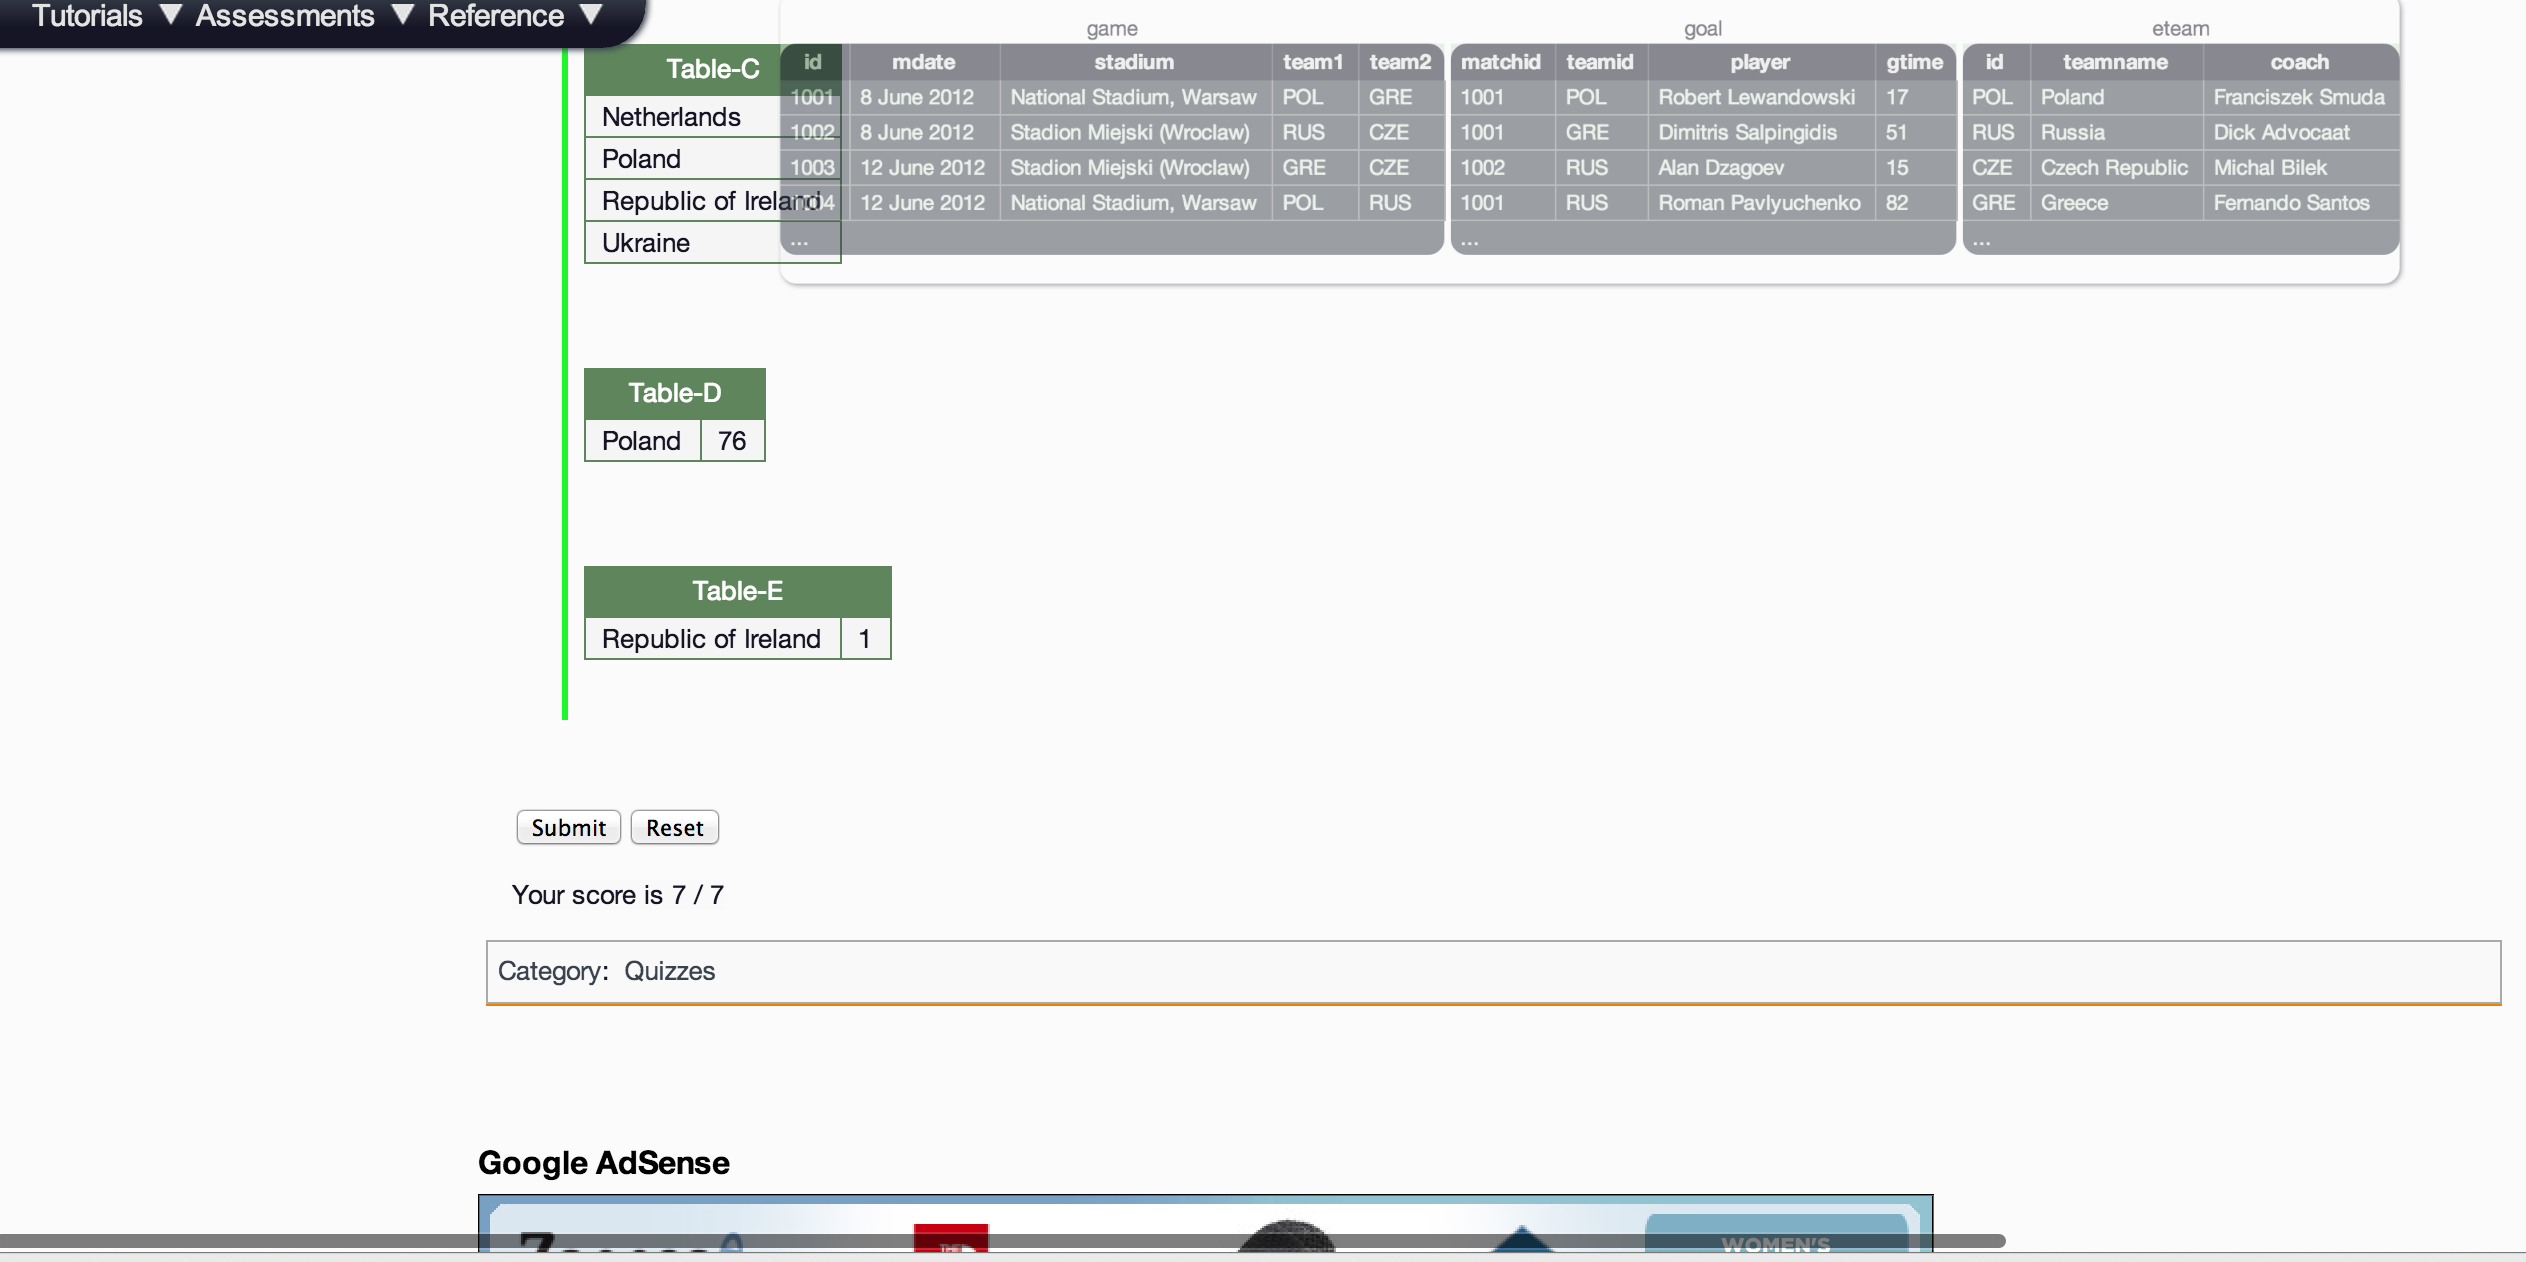 Tutorials ▼ Assessments ▼ Reference ▼
game goal eteam
Table-C
Netherlands
Poland
Republic of Ireland
Ukraine
id mdate stadium team1 team2
1001 8 June 2012 National Stadium, Warsaw POL GRE
1002 8 June 2012 Stadion Miejski (Wroclaw) RUS CZE
1003 12 June 2012 Stadion Miejski (Wroclaw) GRE CZE
1004 12 June 2012 National Stadium, Warsaw POL RUS
...
matchid teamid player gtime
1001 POL Robert Lewandowski 17
1001 GRE Dimitris Salpingidis 51
1002 RUS Alan Dzagoev 15
1001 RUS Roman Pavlyuchenko 82
...
id teamname coach
POL Poland Franciszek Smuda
RUS Russia Dick Advocaat
CZE Czech Republic Michal Bilek
GRE Greece Fernando Santos
...
Table-D
Poland 76
Table-E
Republic of Ireland 1
Submit Reset
Your score is 7 / 7
Category: Quizzes
Google AdSense
WOMEN'S